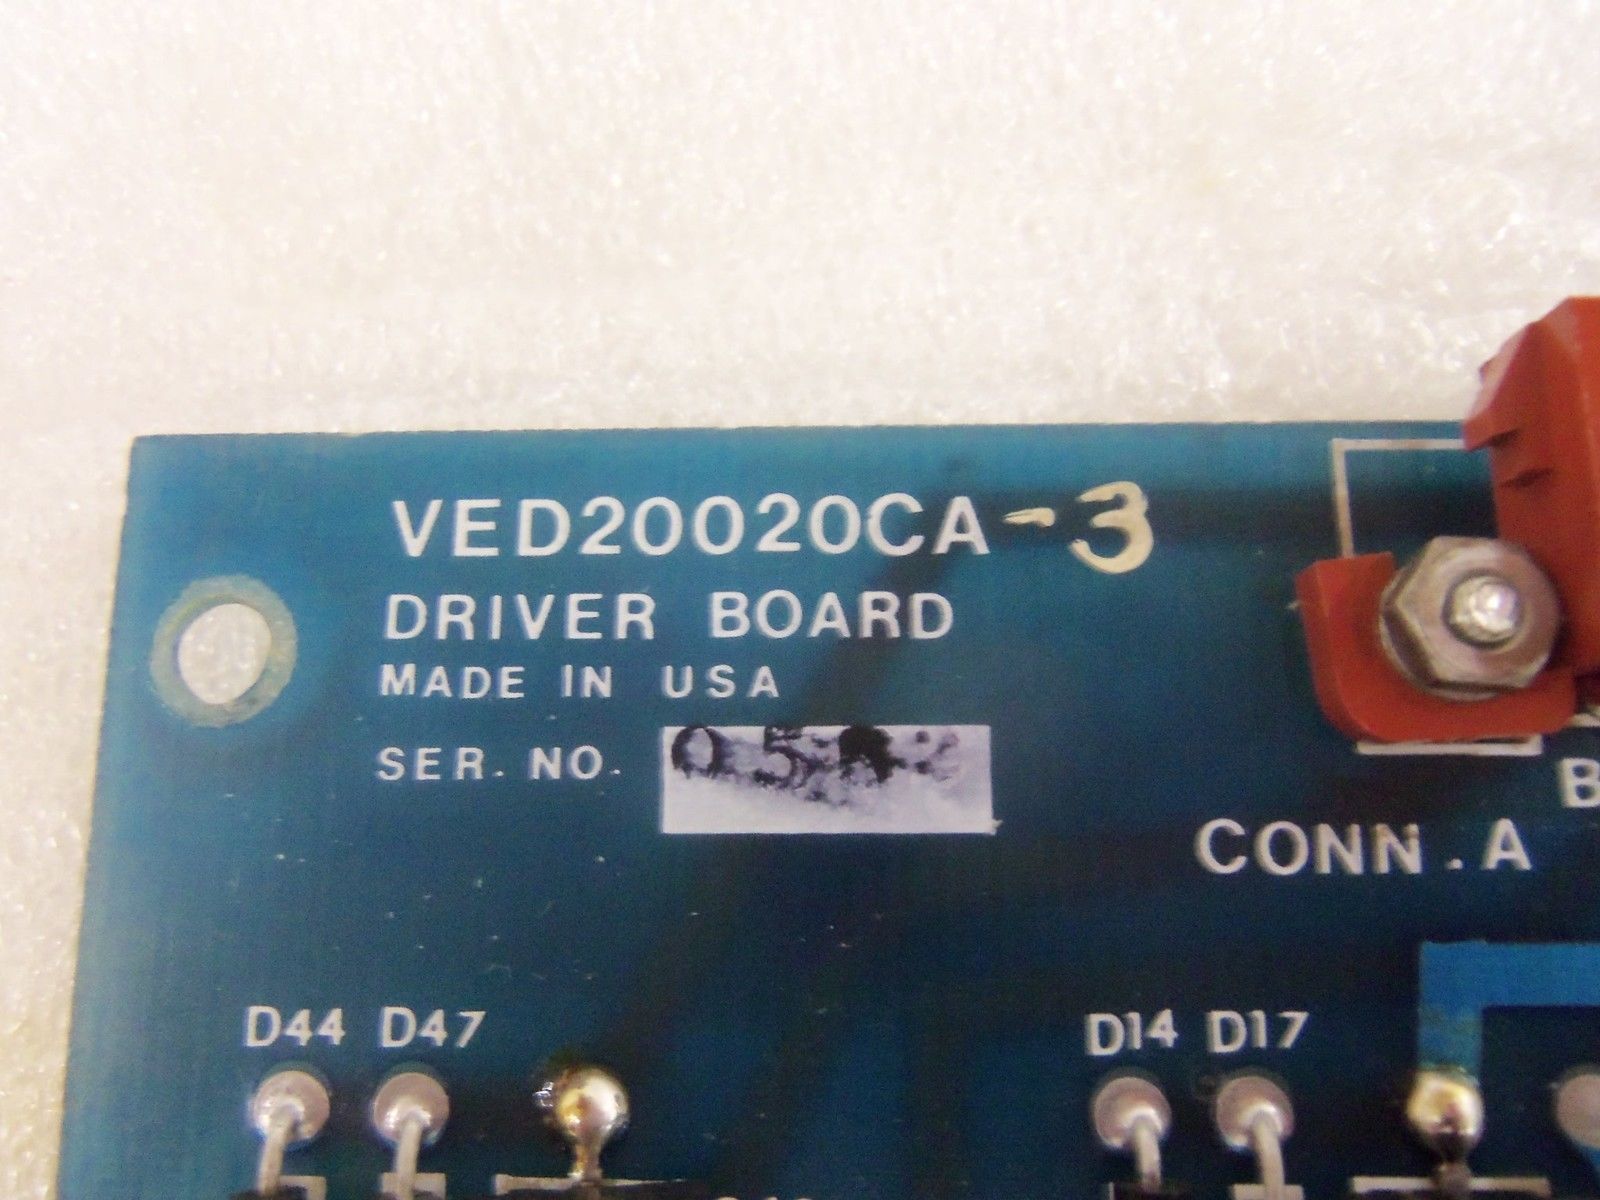 VED20020CA-3
DRIVER BOARD
MADE IN USA
SER. NO.
B
CONN. A
D44 D47 D14 D17